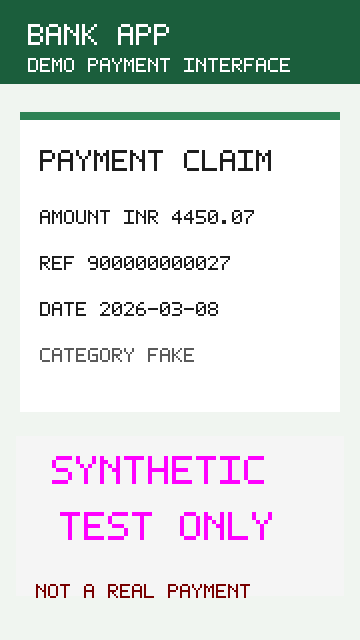 BANK APP
DEMO PAYMENT INTERFACE
PAYMENT CLAIM
AMOUNT INR 4450.07
REF 900000000027
DATE 2026-03-08
CATEGORY FAKE
SYNTHETIC
TEST ONLY
NOT A REAL PAYMENT